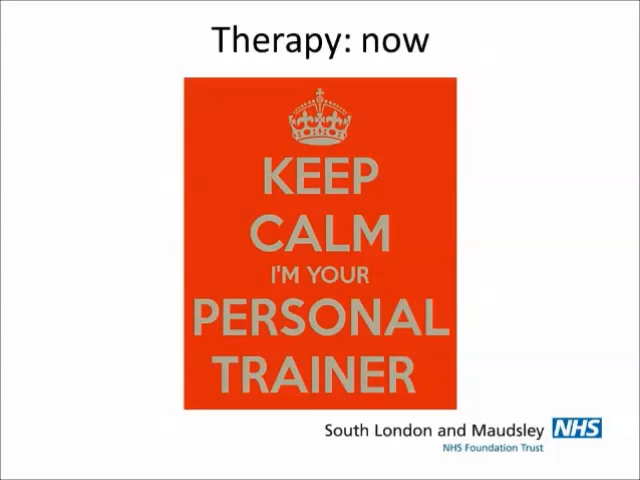 Therapy: now
KEEP
CALM
I'M YOUR
PERSONAL
TRAINER
South London and Maudsley NHS
NHS Foundation Trust